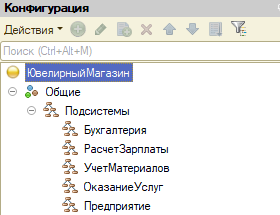 Конфигурация
Действия
Поиск (Ctrl+Alt+M)
ЮвелирныйМагазин
Общие
Подсистемы
Бухгалтерия
РасчетЗарплаты
УчетМатериалов
ОказаниеУслуг
Предприятие